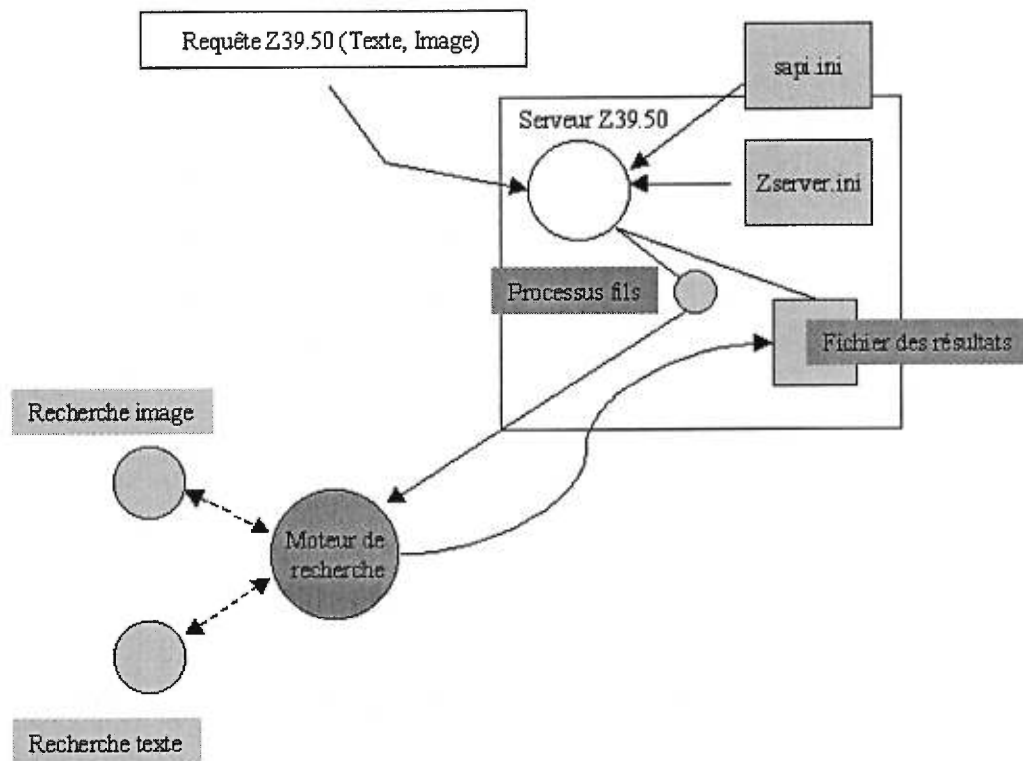 Requête Z39.50 (Texte, Image)
sapi.ini
Serveur Z39.50
Zserver.ini
Processus fils
Fichier des résultats
Recherche image
Moteur de
recherche
Recherche texte